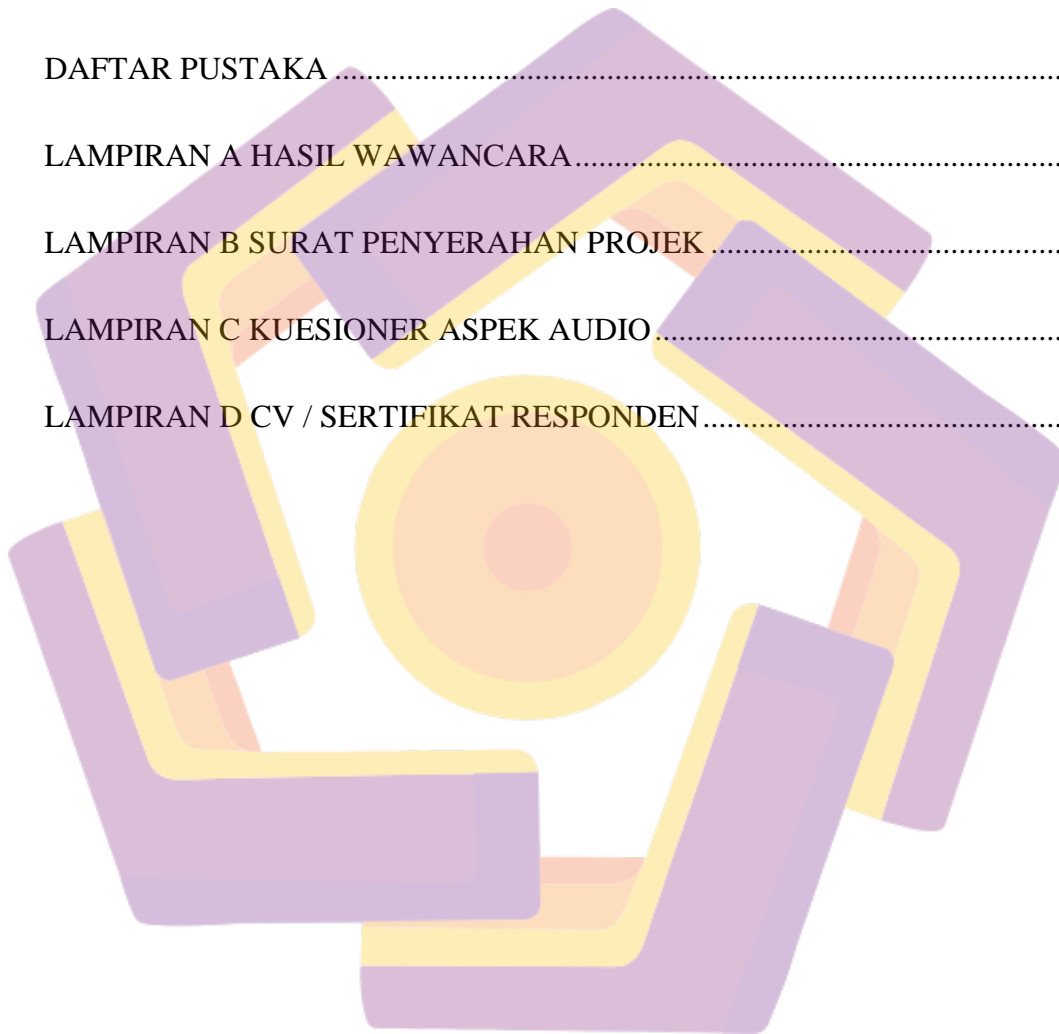 DAFTAR PUSTAKA ................................................................................
LAMPIRAN A HASIL WAWANCARA ......................................................
LAMPIRAN B SURAT PENYERAHAN PROJEK ......................................
LAMPIRAN C KUESIONER ASPEK AUDIO ............................................
LAMPIRAN D CV / SERTIFIKAT RESPONDEN .......................................